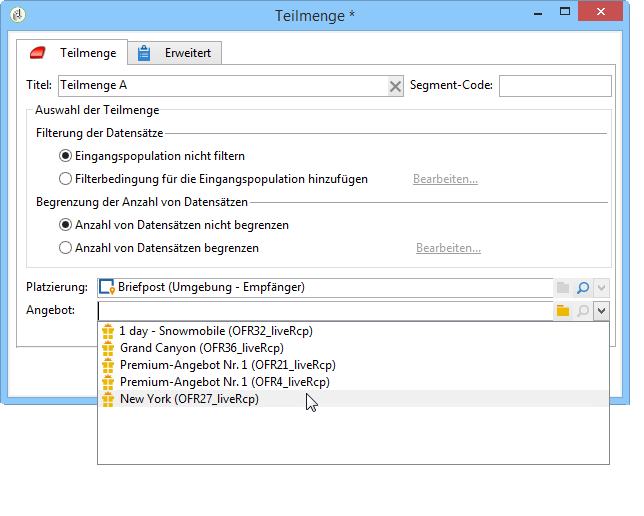 Teilmenge *
Teilmenge Erweitert
Titel: Teilmenge A Segment-Code:
Auswahl der Teilmenge
Filterung der Datensätze
Eingangspopulation nicht filtern
Filterbedingung für die Eingangspopulation hinzufügen Bearbeiten...
Begrenzung der Anzahl von Datensätzen
Anzahl von Datensätzen nicht begrenzen
Anzahl von Datensätzen begrenzen Bearbeiten...
Platzierung: Briefpost (Umgebung - Empfänger)
Angebot:
1 day - Snowmobile (OFR32_liveRcp)
Grand Canyon (OFR36_liveRcp)
Premium-Angebot Nr. 1 (OFR21_liveRcp)
Premium-Angebot Nr. 1 (OFR4_liveRcp)
New York (OFR27_liveRcp)